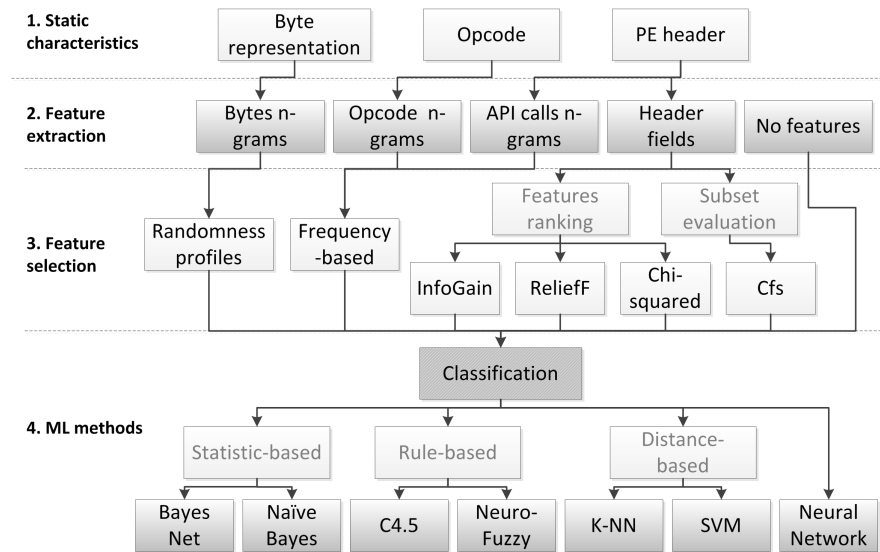 1. Static
characteristics
Byte
representation
Opcode
PE header
2. Feature
extraction
Bytes n-
grams
Opcode n-
grams
API calls n-
grams
Header
fields
No features
3. Feature
selection
Randomness
profiles
Frequency
-based
Features
ranking
Subset
evaluation
InfoGain
ReliefF
Chi-
squared
Cfs
Classification
4. ML methods
Statistic-based
Rule-based
Distance-
based
Bayes
Net
Naïve
Bayes
C4.5
Neuro-
Fuzzy
K-NN
SVM
Neural
Network